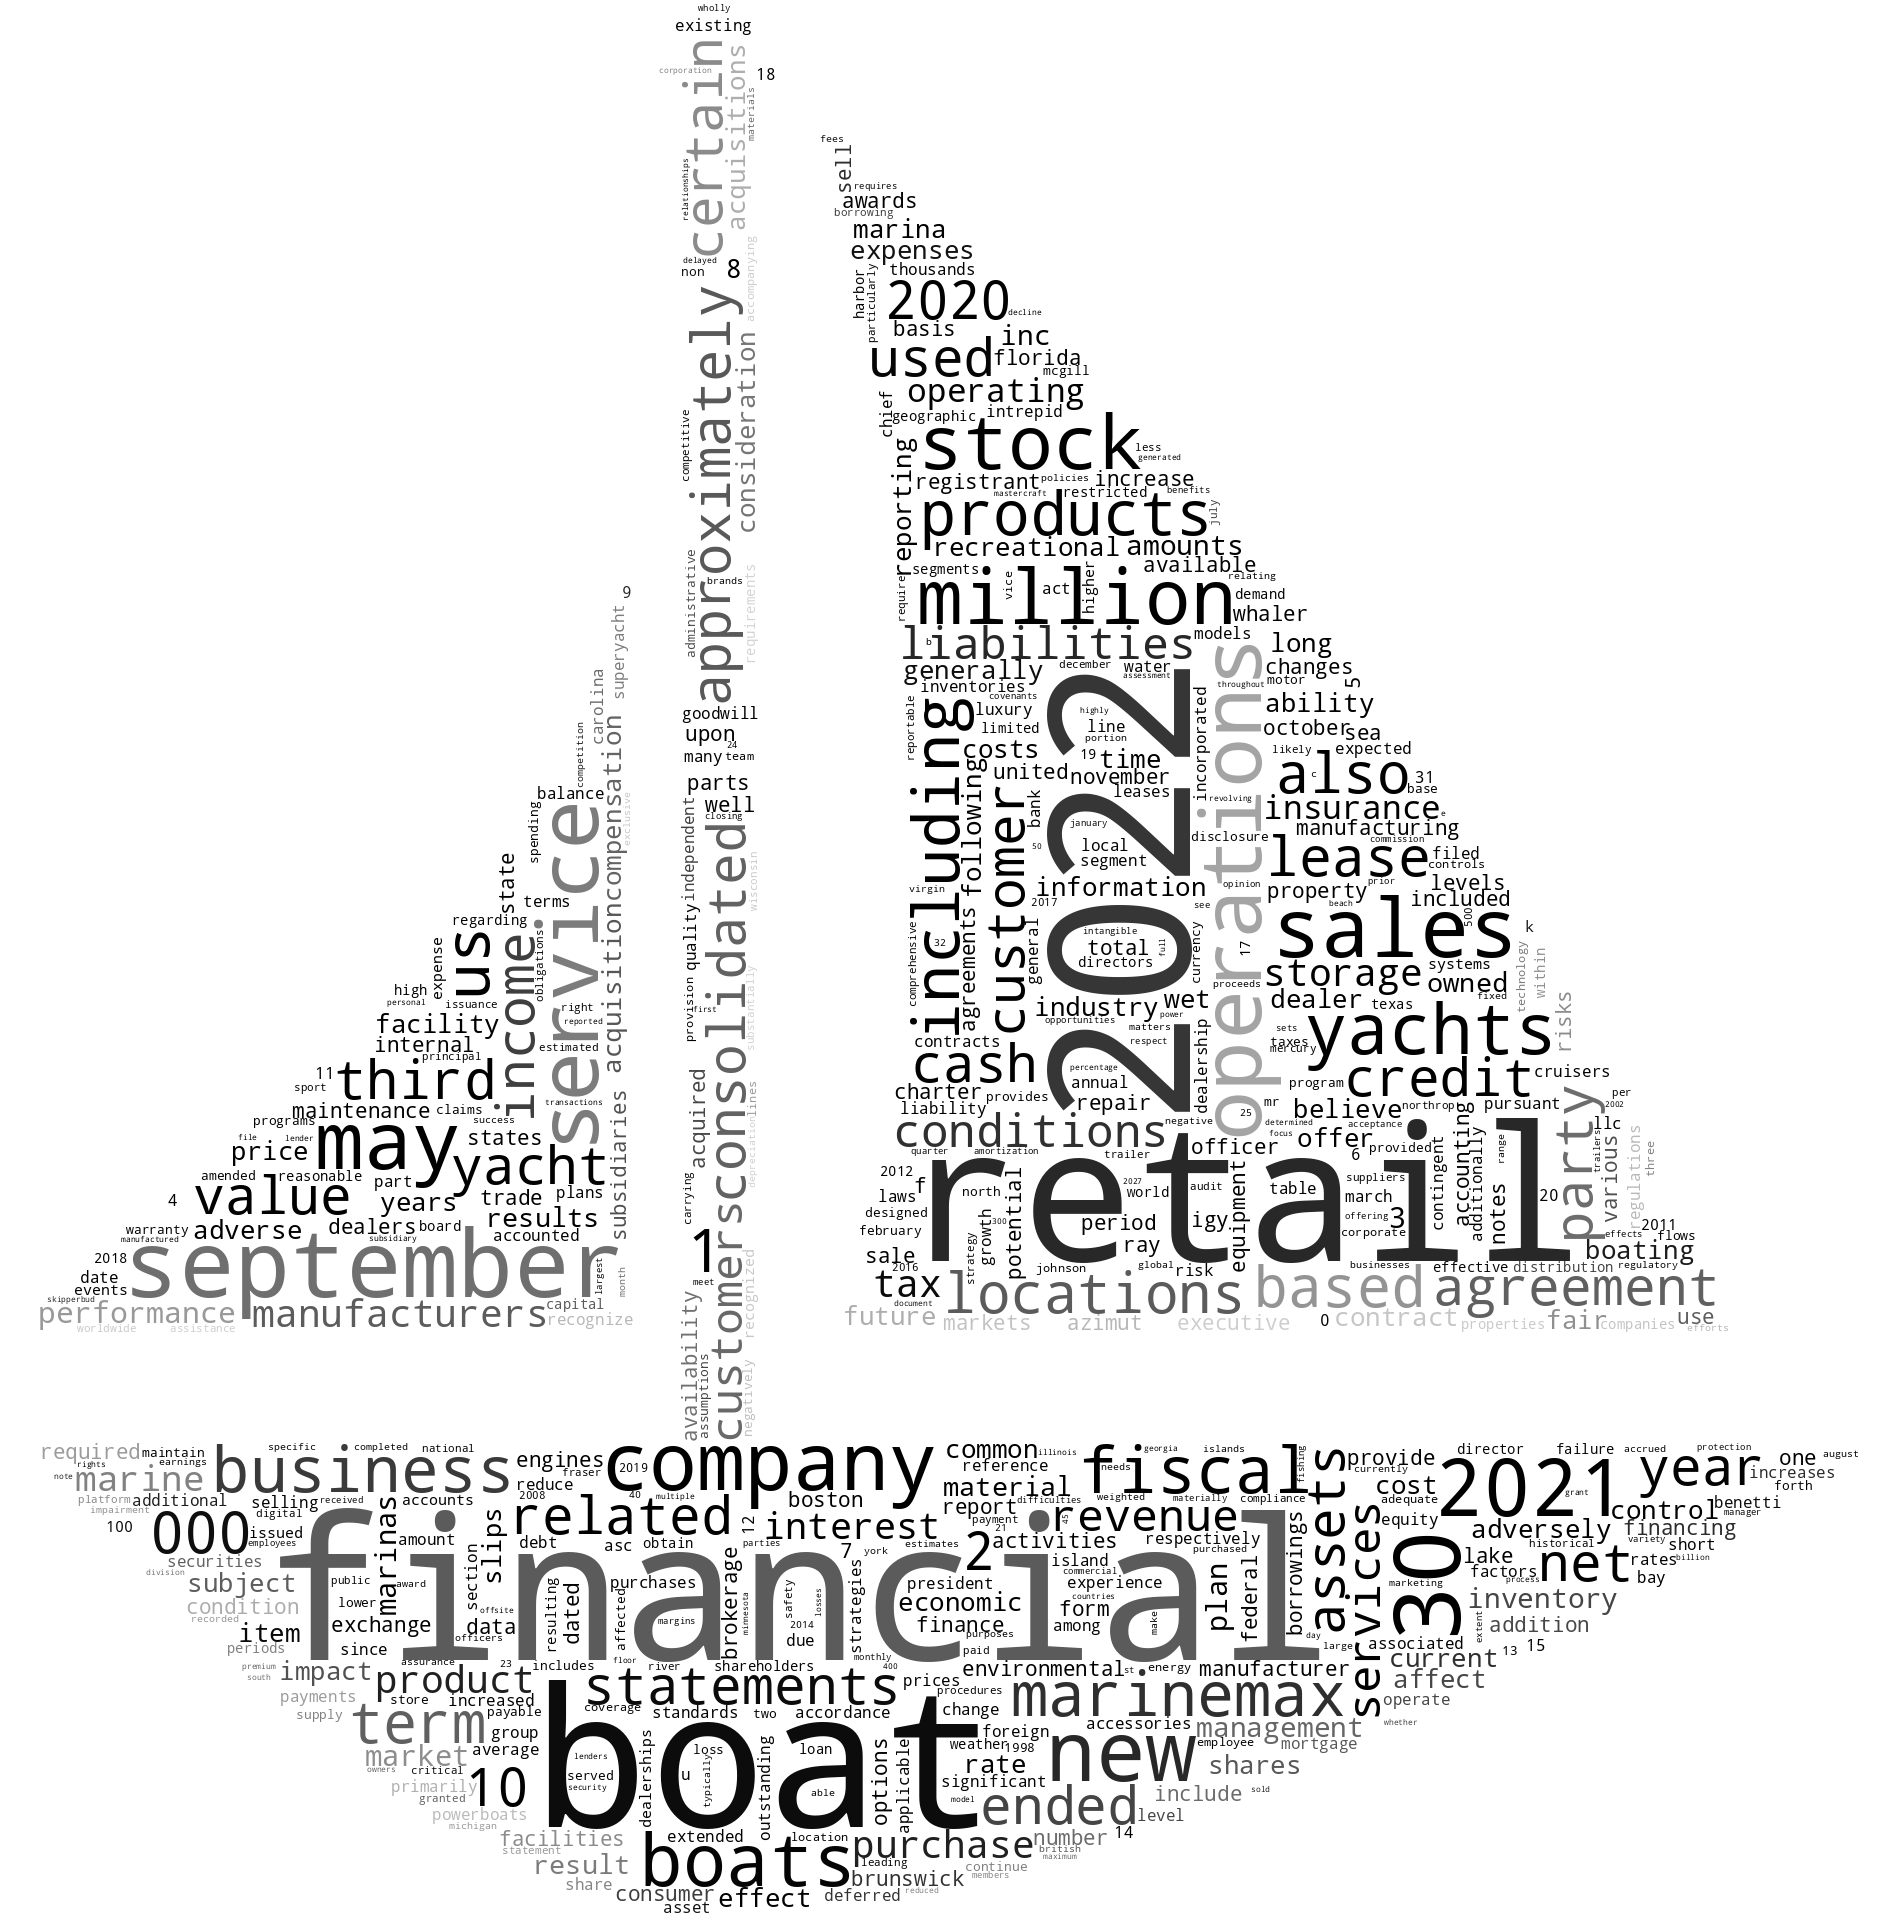 wholly
existing
corporation
18
certain
acquisitions
materials
relationships
fees
sell
requires
awards
borrowing
marina
expenses
delayed
non
8
accompanying
thousands
harbor
particularly
2020
decline
basis
inc
used
florida
mcgill
operating
approximately
consideration
competitive
chief
geographic
intrepid
stock
less
generated
reporting
registrant
policies
increase
mastercraft
restricted
benefits
products
july
recreational
amounts
administrative
brands
requirements
segments
available
require
million
vice
act
higher
relating
demand
whaler
9
superyacht
liabilities
b
models
long
generally
december
water
assessment
changes
throughout
motor
5
inventories
covenants
luxury
limited
highly
line
portion
ability
october
sea
goodwill
upon
24
many
team
carolina
competition
compensation
reportable
including
costs
19
time
incorporated
likely
expected
united
november
leases
also
c
31
base
parts
well
closing
balance
spending
exclusive
following
customer
bank
revolving
operations
2022
insurance
e
manufacturing
commission
january
local
segment
50
disclosure
lease
filed
controls
independent
service
state
terms
acquisition
virgin
information
2017
see
opinion
property
prior
levels
beach
included
wisconsin
quality
regarding
us
income
obligations
expense
32
comprehensive
agreements
general
intangible
total
full
directors
currency
17
sales
500
k
technology
within
consolidated
provision
high
personal
issuance
right
reported
first
substantially
industry
opportunities
wet
power
proceeds
storage
systems
owned
dealer
texas
fixed
facility
internal
principal
estimated
contracts
matters
respect
dealership
sets
taxes
mercury
yachts
risks
11
sport
third
transactions
subsidiaries
acquired
depreciation
lines
cash
percentage
annual
charter
provides
liability
repair
program
credit
cruisers
mr
25
believe
northrop
pursuant
per
2002
maintenance
claims
programs
success
file
lender
may
states
price
yacht
conditions
negative
determined
focus
acceptance
offer
party
llc
quarter
amortization
trailer
officer
6
provided
contingent
accounting
additionally
range
trailers
various
regulations
three
amended
reasonable
part
4
value
years
trade
plans
results
carrying
2012
f
laws
designed
february
north
300
potential
growth
retail
2027
world
audit
period
igy
equipment
table
suppliers
march
offering
3
corporate
notes
20
warranty
manufactured
adverse
dealers
board
subsidiary
accounted
1
meet
sale
2016
strategy
ray
johnson
global
risk
businesses
effective
distribution
regulatory
effects
2011
flows
boating
2018
september
date
events
largest
month
skipperbud
performance
worldwide
assistance
manufacturers
capital
recognize
recognized
tax
document
locations
based
agreement
future
markets
azimut
executive
0
contract
properties
fair
companies
use
efforts
availability
assumptions
customers
negatively
required
maintain
earnings
note
rights
marine
specific
completed
national
business
engines
fraser
2019
reduce
company
common
illinois
reference
material
needs
georgia
islands
fiscal
fishing
provide
currently
director
failure
accrued
protection
one
august
increases
forth
year
platform
impairment
additional
selling
received
digital
accounts
2008
related
40
multiple
boston
report
difficulties
weighted
materially
compliance
assets
cost
adequate
equity
2021
grant
control
benetti
manager
100
000
issued
employees
marinas
amount
slips
debt
asc
obtain
12
interest
7
york
payment
21
45
2
activities
revenue
respectively
purchased
borrowings
adversely
historical
financing
variety
short
billion
securities
division
subject
condition
recorded
public
lower
award
section
financial
parties
estimates
island
commercial
experience
countries
plan
federal
services
30
lake
factors
process
net
rates
bay
marketing
inventory
addition
item
exchange
periods
since
officers
offsite
data
resulting
dated
affected
purchases
margins
brokerage
minnesota
safety
2014
due
losses
strategies
president
economic
finance
purposes
form
among
make
day
large
extent
associated
current
13
15
premium
south
impact
assurance
23
product
includes
floor
river
shareholders
monthly
400
paid
environmental
st
energy
manufacturer
affect
payments
supply
store
increased
payable
statements
coverage
standards
two
accordance
prices
procedures
change
marinemax
operate
whether
term
group
average
market
owners
critical
primarily
granted
10
boat
foreign
weather
1998
accessories
management
mortgage
employee
powerboats
michigan
lenders
served
security
dealerships
loss
u
typically
loan
able
outstanding
options
applicable
rate
significant
model
new
shares
include
sold
level
ended
facilities
statement
result
share
extended
boats
location
leading
purchase
number
british
maximum
14
continue
members
brunswick
consumer
effect
deferred
reduced
asset